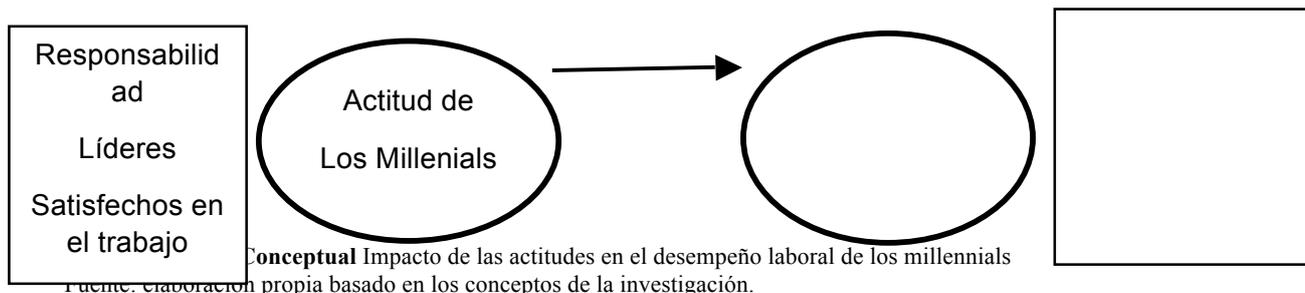 Responsabilid
ad
Líderes
Satisfechos en
el trabajo
Actitud de
Los Millenials
Conceptual Impacto de las actitudes en el desempeño laboral de los millennials
Fuente: elaboración propia basado en los conceptos de la investigación.